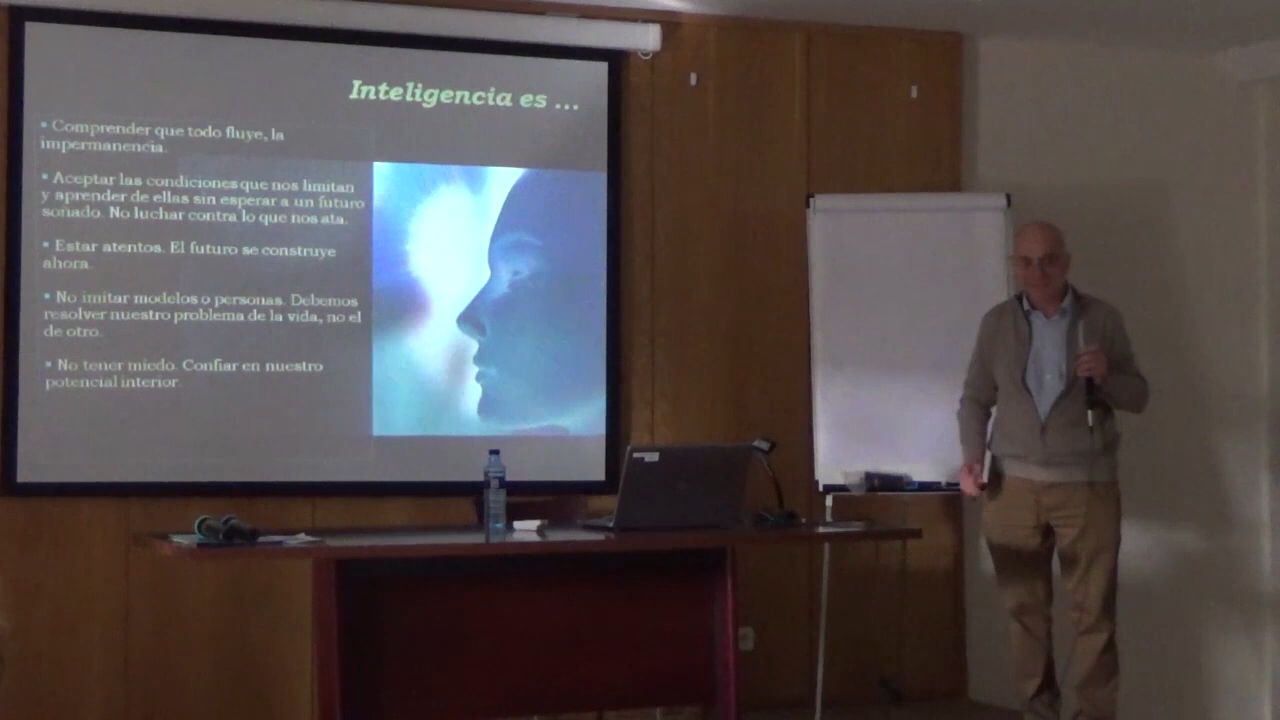 Inteligencia es ...
▪ Comprender que todo fluye, la
impermanencia.
▪ Aceptar las condiciones que nos limitan
y aprender de ellas sin esperar a un futuro
soñado. No luchar contra lo que nos ata.
▪ Estar atentos. El futuro se construye
ahora.
▪ No imitar modelos o personas. Debemos
resolver nuestro problema de la vida, no el
de otro.
▪ No tener miedo. Confiar en nuestro
potencial interior.